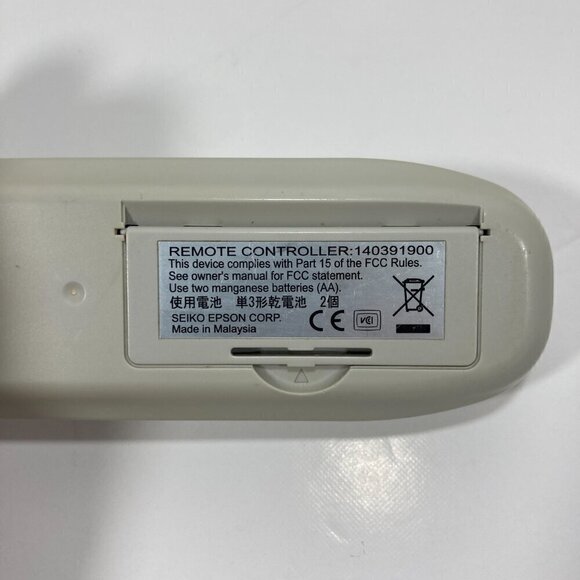 REMOTE CONTROLLER:140391900
This device complies with Part 15 of the FCC Rules.
See owner's manual for FCC statement.
Use two manganese batteries (AA).
使用電池 単3形乾電池 2個
SEIKO EPSON CORP.
Made in Malaysia
CE
VCI